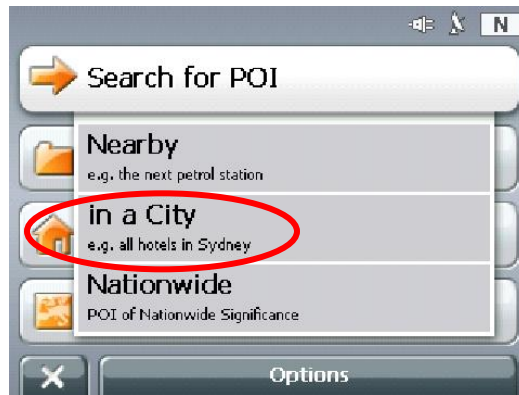 N
Search for POI
Nearby
e.g. the next petrol station
in a City
e.g. all hotels in Sydney
Nationwide
POI of Nationwide Significance
Options